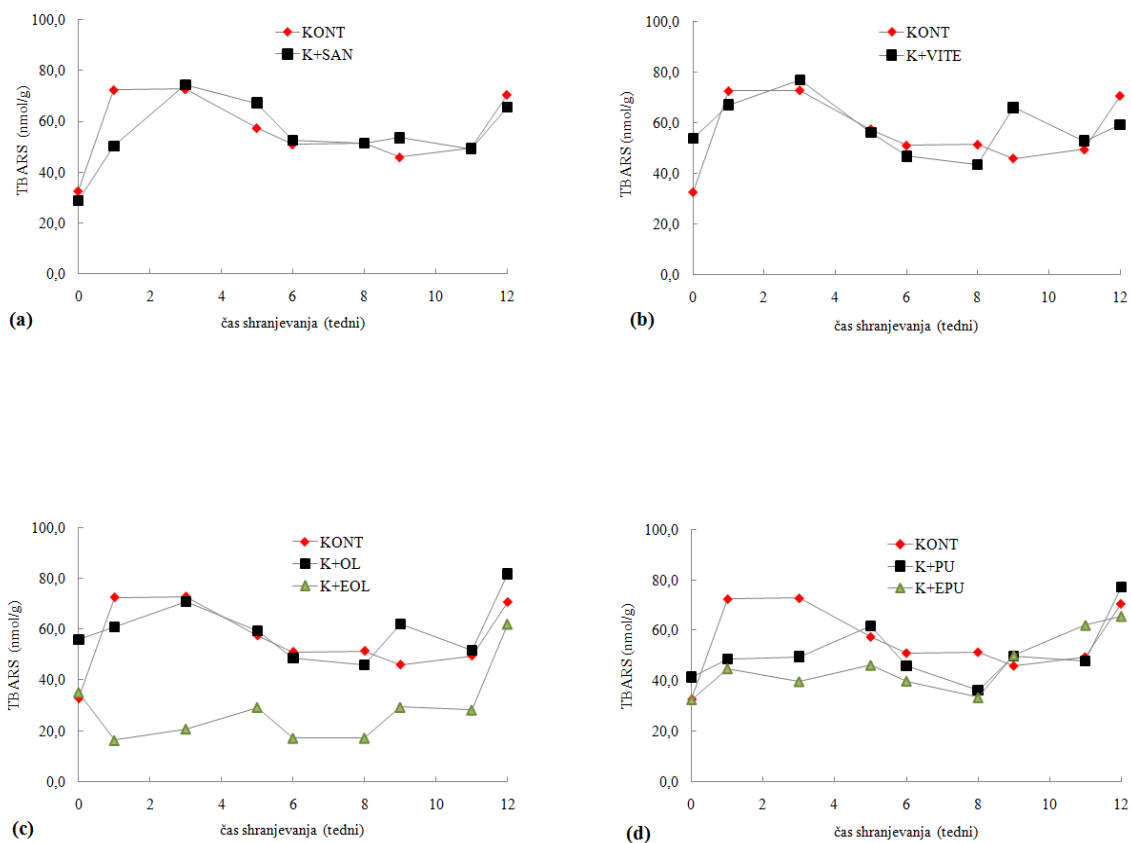 100,0
80,0
60,0
40,0
20,0
0,0
TBARS (nmol/g)
KONT
K+SAN
0 2 4 6 8 10 12
čas shranjevanja (tedni)
(a)
100,0
80,0
60,0
40,0
20,0
0,0
TBARS (nmol/g)
KONT
K+VITE
0 2 4 6 8 10 12
čas shranjevanja (tedni)
(b)
100,0
80,0
60,0
40,0
20,0
0,0
TBARS (nmol/g)
KONT
K+OL
K+EOL
0 2 4 6 8 10 12
čas shranjevanja (tedni)
(c)
100,0
80,0
60,0
40,0
20,0
0,0
TBARS (nmol/g)
KONT
K+PU
K+EPU
0 2 4 6 8 10 12
čas shranjevanja (tedni)
(d)